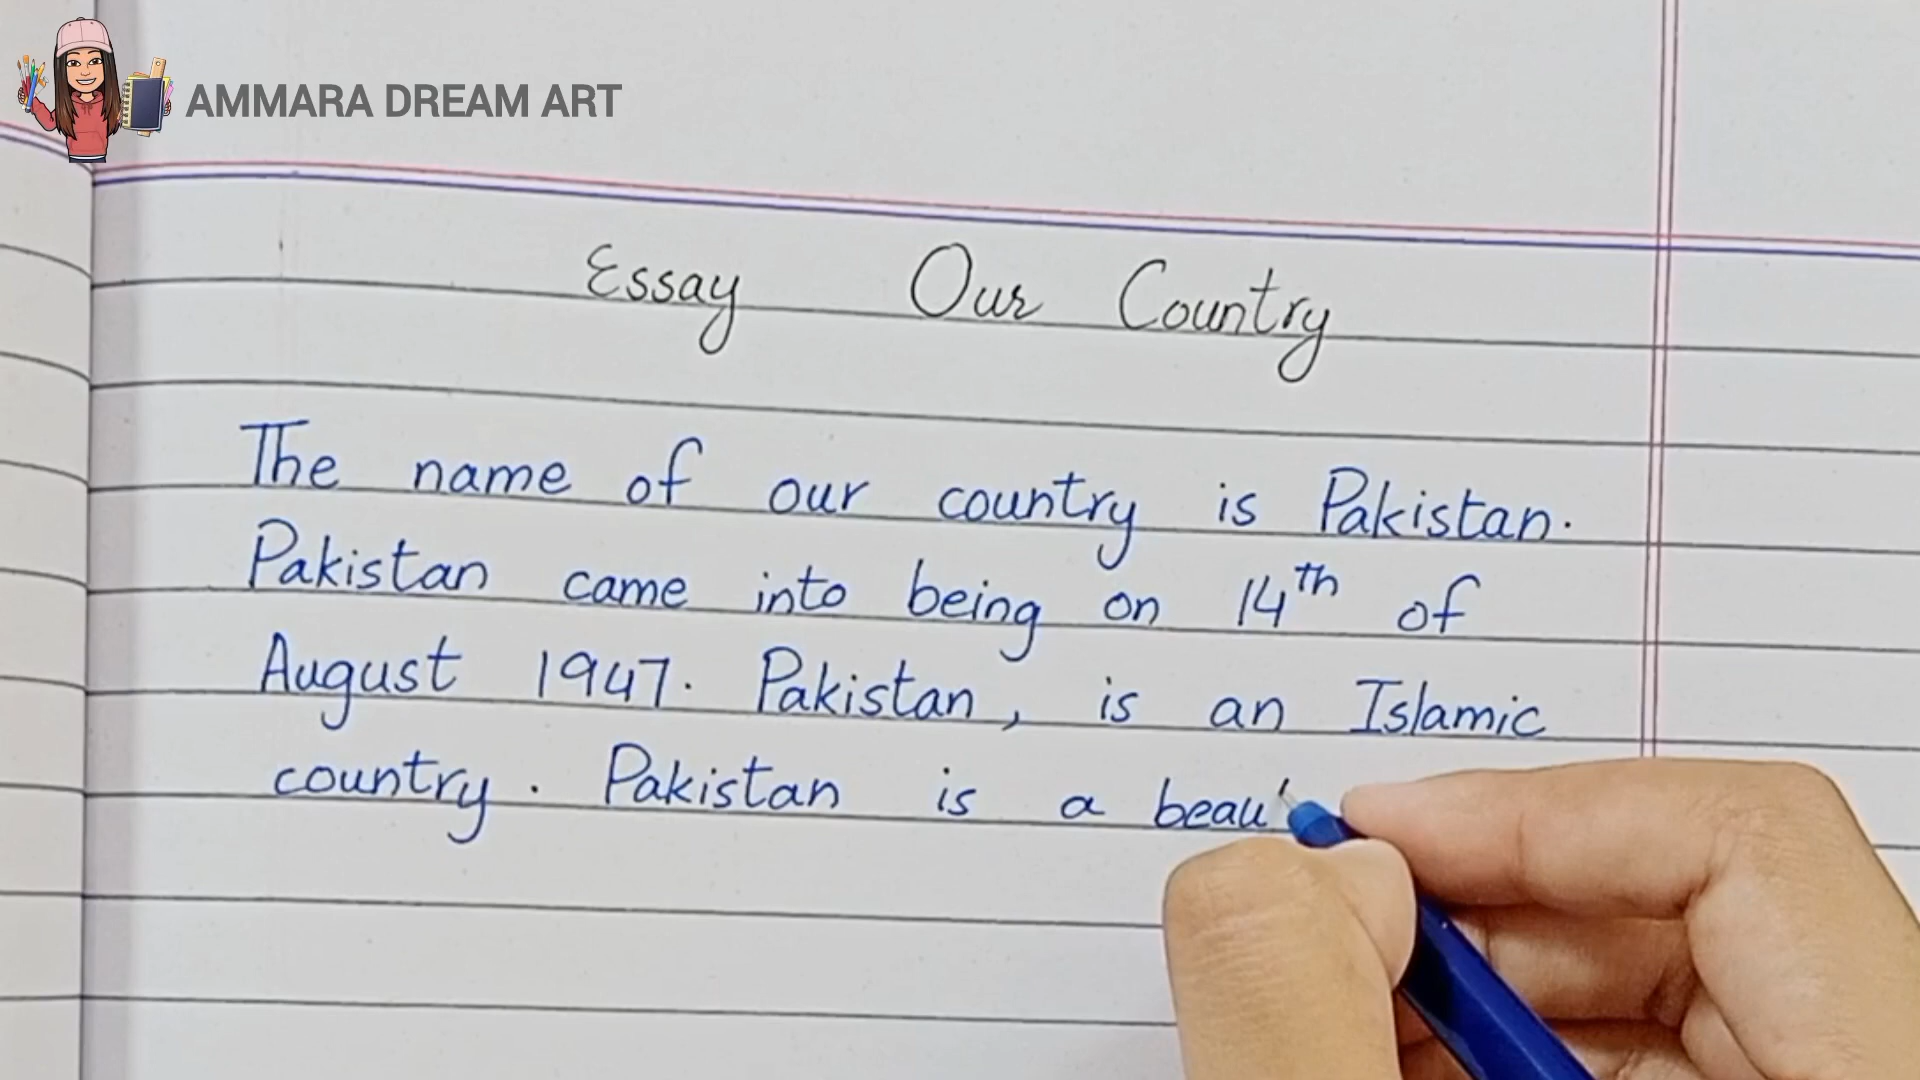 AMMARA DREAM ART
Essay Our Country
The name of our country is Pakistan.
Pakistan came into being on 14th of
August 1947. Pakistan, is an Islamic
country. Pakistan is a beau